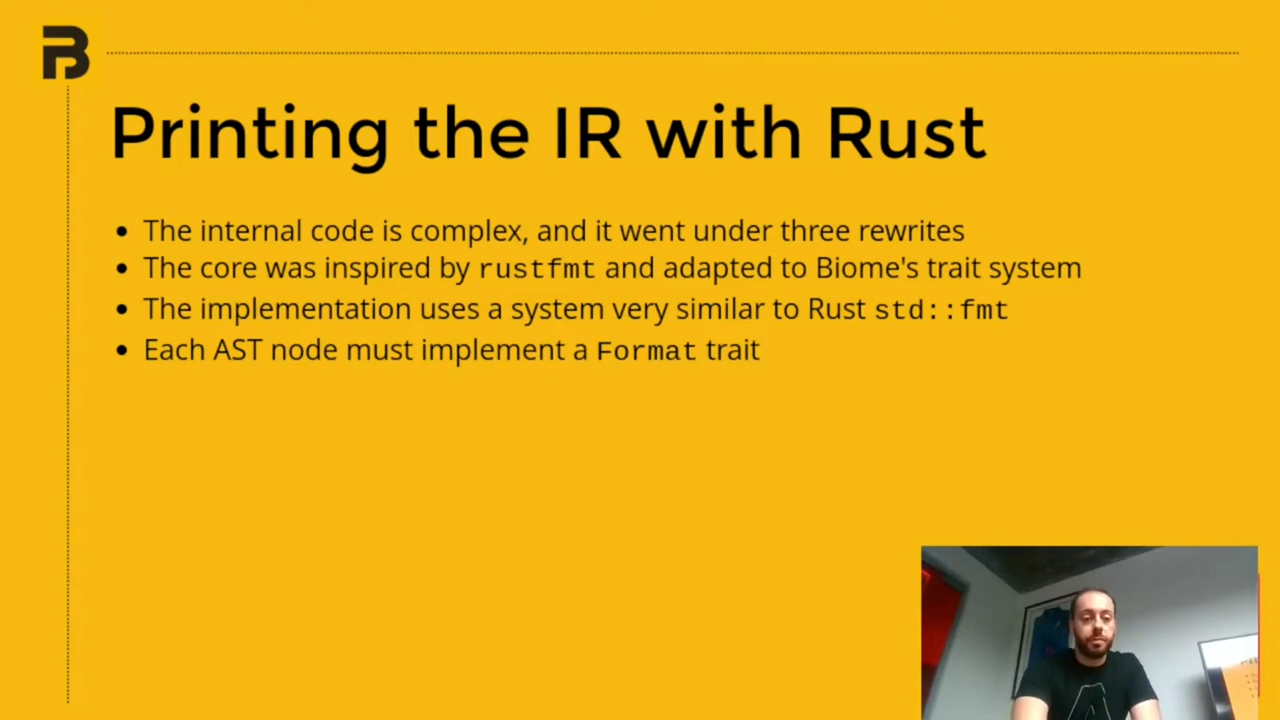 Printing the IR with Rust
The internal code is complex, and it went under three rewrites
The core was inspired by rustfmt and adapted to Biome's trait system
The implementation uses a system very similar to Rust std::fmt
Each AST node must implement a Format trait